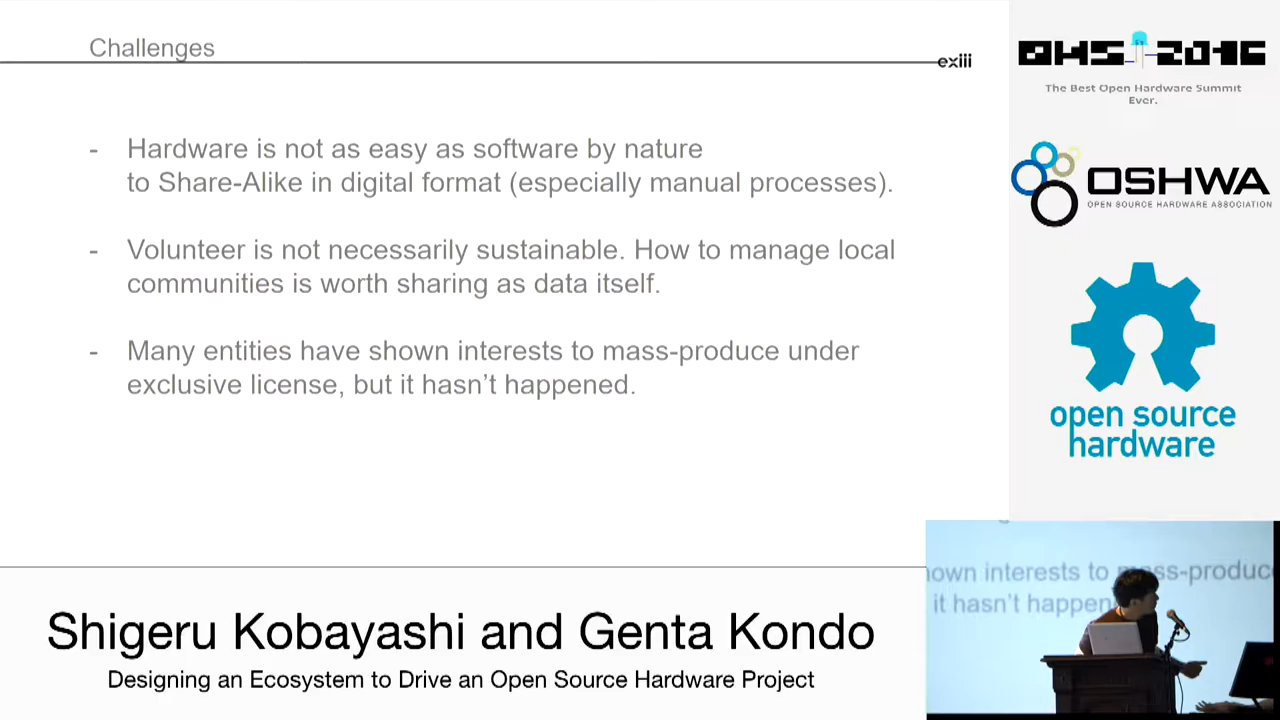 Challenges
exiii
- Hardware is not as easy as software by nature
to Share-Alike in digital format (especially manual processes).
- Volunteer is not necessarily sustainable. How to manage local
communities is worth sharing as data itself.
- Many entities have shown interests to mass-produce under
exclusive license, but it hasn't happened.
OHS 2016
The Best Open Hardware Summit
Ever.
OSHWA
OPEN SOURCE HARDWARE ASSOCIATION
open source
hardware
shown interests to mass-produce
it hasn't happen
Shigeru Kobayashi and Genta Kondo
Designing an Ecosystem to Drive an Open Source Hardware Project